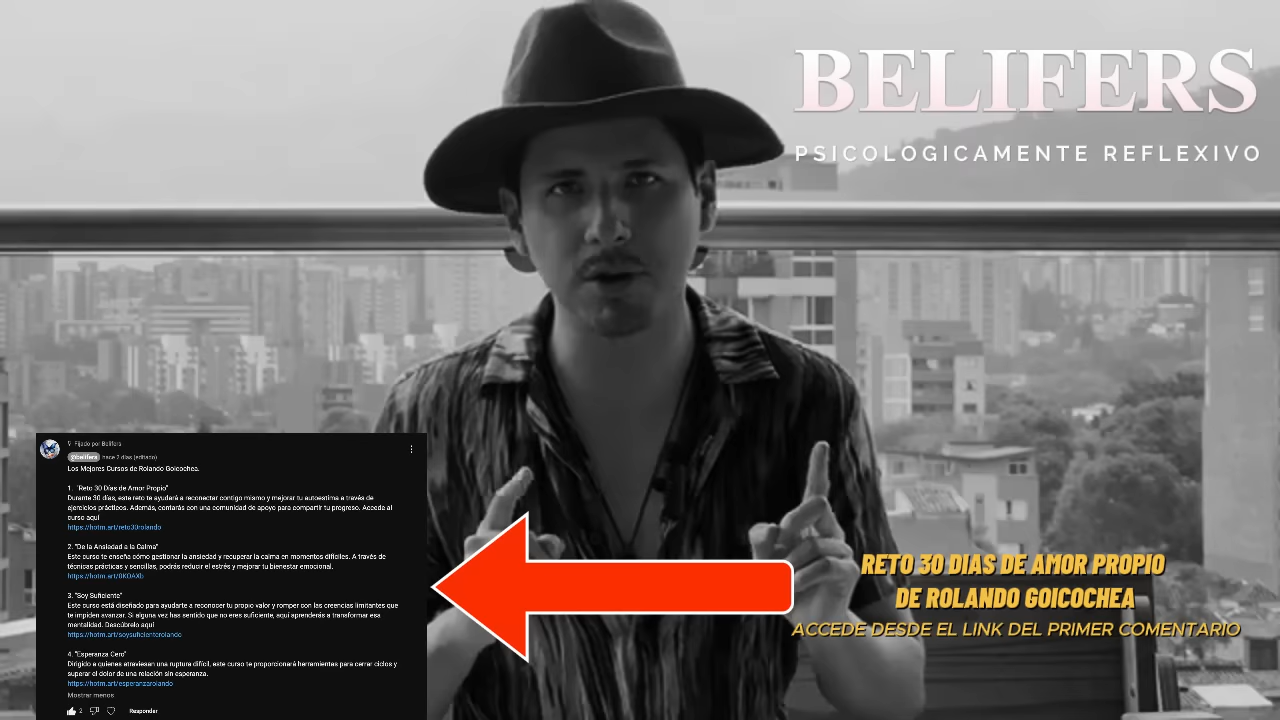 BELIFERS
PSICOLOGICAMENTE REFLEXIVO
Fijado por Belifers
@belifers hace 2 días (editado)
Los Mejores Cursos de Rolando Goicochea.
1. "Reto 30 Días de Amor Propio"
Durante 30 días, este reto te ayudará a reconectar contigo mismo y mejorar tu autoestima a través de
ejercicios prácticos. Además, contarás con una comunidad de apoyo para compartir tu progreso. Accede al
curso aquí
https://hotm.art/reto30rolando
2. "De la Ansiedad a la Calma"
Este curso te enseña cómo gestionar la ansiedad y recuperar la calma en momentos difíciles. A través de
técnicas prácticas y sencillas, podrás reducir el estrés y mejorar tu bienestar emocional.
https://hotm.art/0KOAXb
3. "Soy Suficiente"
Este curso está diseñado para ayudarte a reconocer tu propio valor y romper con las creencias limitantes que
te impiden avanzar. Si alguna vez has sentido que no eres suficiente, aquí aprenderás a transformar esa
mentalidad. Descúbrelo aquí
https://hotm.art/soysuficienterolando
4. "Esperanza Cero"
Dirigido a quienes atraviesan una ruptura difícil, este curso te proporcionará herramientas para cerrar ciclos y
superar el dolor de una relación sin esperanza.
https://hotm.art/esperanzarolando
Mostrar menos
2 Responder
RETO 30 DIAS DE AMOR PROPIO
DE ROLANDO GOICOCHEA
ACCEDE DESDE EL LINK DEL PRIMER COMENTARIO